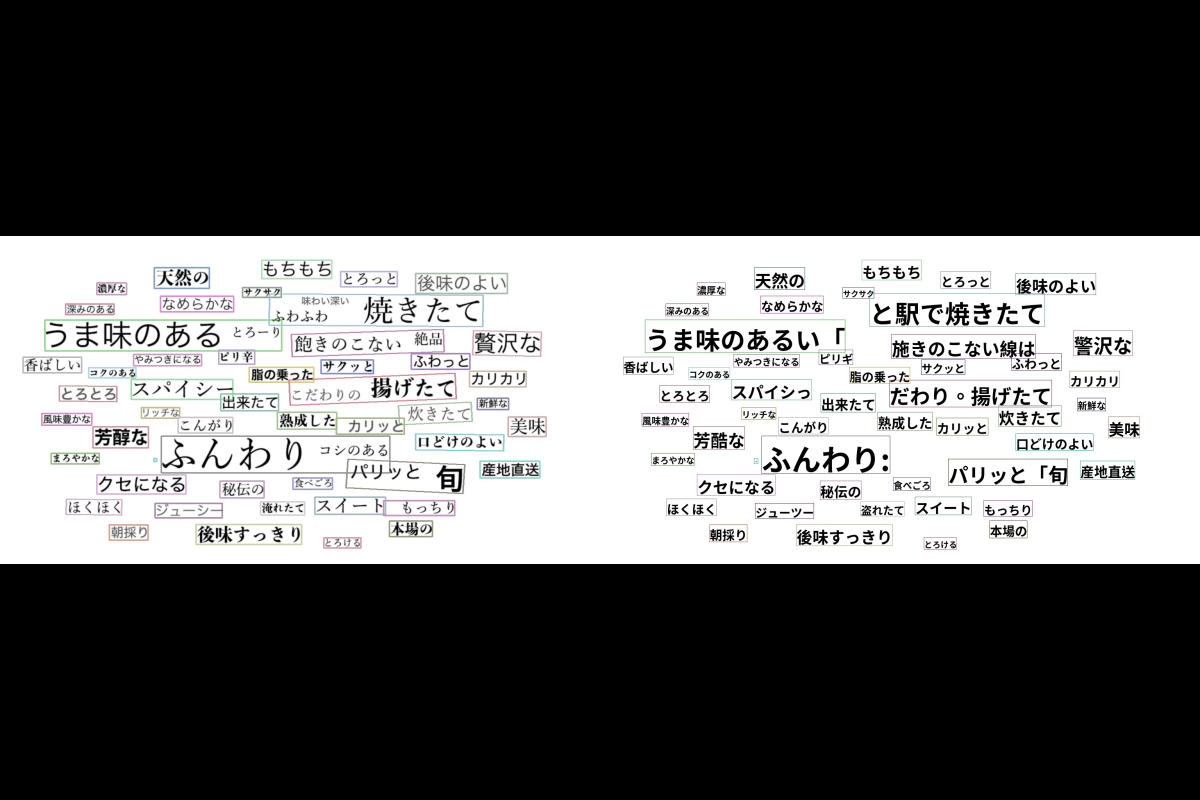 天然の
もちもち
とろっと
後味のよい
濃厚な
サクサク
深みのある
なめらかな
味わい深い
ふわふわ
焼きたて
うま味のある
とろーり
飽きのこない
絶品
贅沢な
香ばしい
コクのある
やみつきになる
ピリ辛
サクッと
ふわっと
脂の乗った
カリカリ
とろとろ
スパイシー
出来たて
こだわりの
揚げたて
新鮮な
風味豊かな
リッチな
こんがり
熟成した
カリッと
炊きたて
美味
芳醇な
口どけのよい
まろやかな
ふんわり
コシのある
パリッと
旬
産地直送
クセになる
秘伝の
食べごろ
ほくほく
ジューシー
淹れたて
スイート
もっちり
朝採り
後味すっきり
とろける
本場の
天然の
もちもち
とろっと
後味のよい
濃厚な
サクサク
深みのある
なめらかな
と駅で焼きたて
うま味のあるい「
施きのこない線は
警沢な
香ばしい
コクのある
やみつきになる
ピリギ
サクッと
ふわっと
脂の乗った
カリカリ
とろとろ
スパイシっ
出来たて
だわり。揚げたて
新鮮な
風味豊かな
リッチな
こんがり
熟成した
カリッと
炊きたて
美味
芳酷な
口どけのよい
まろやかな
ふんわり:
パリッと「旬
産地直送
クセになる
秘伝の
食べごろ
ほくほく
ジューツー
盗れたて
スイート
もっちり
朝採り
後味すっきり
とろける
本場の